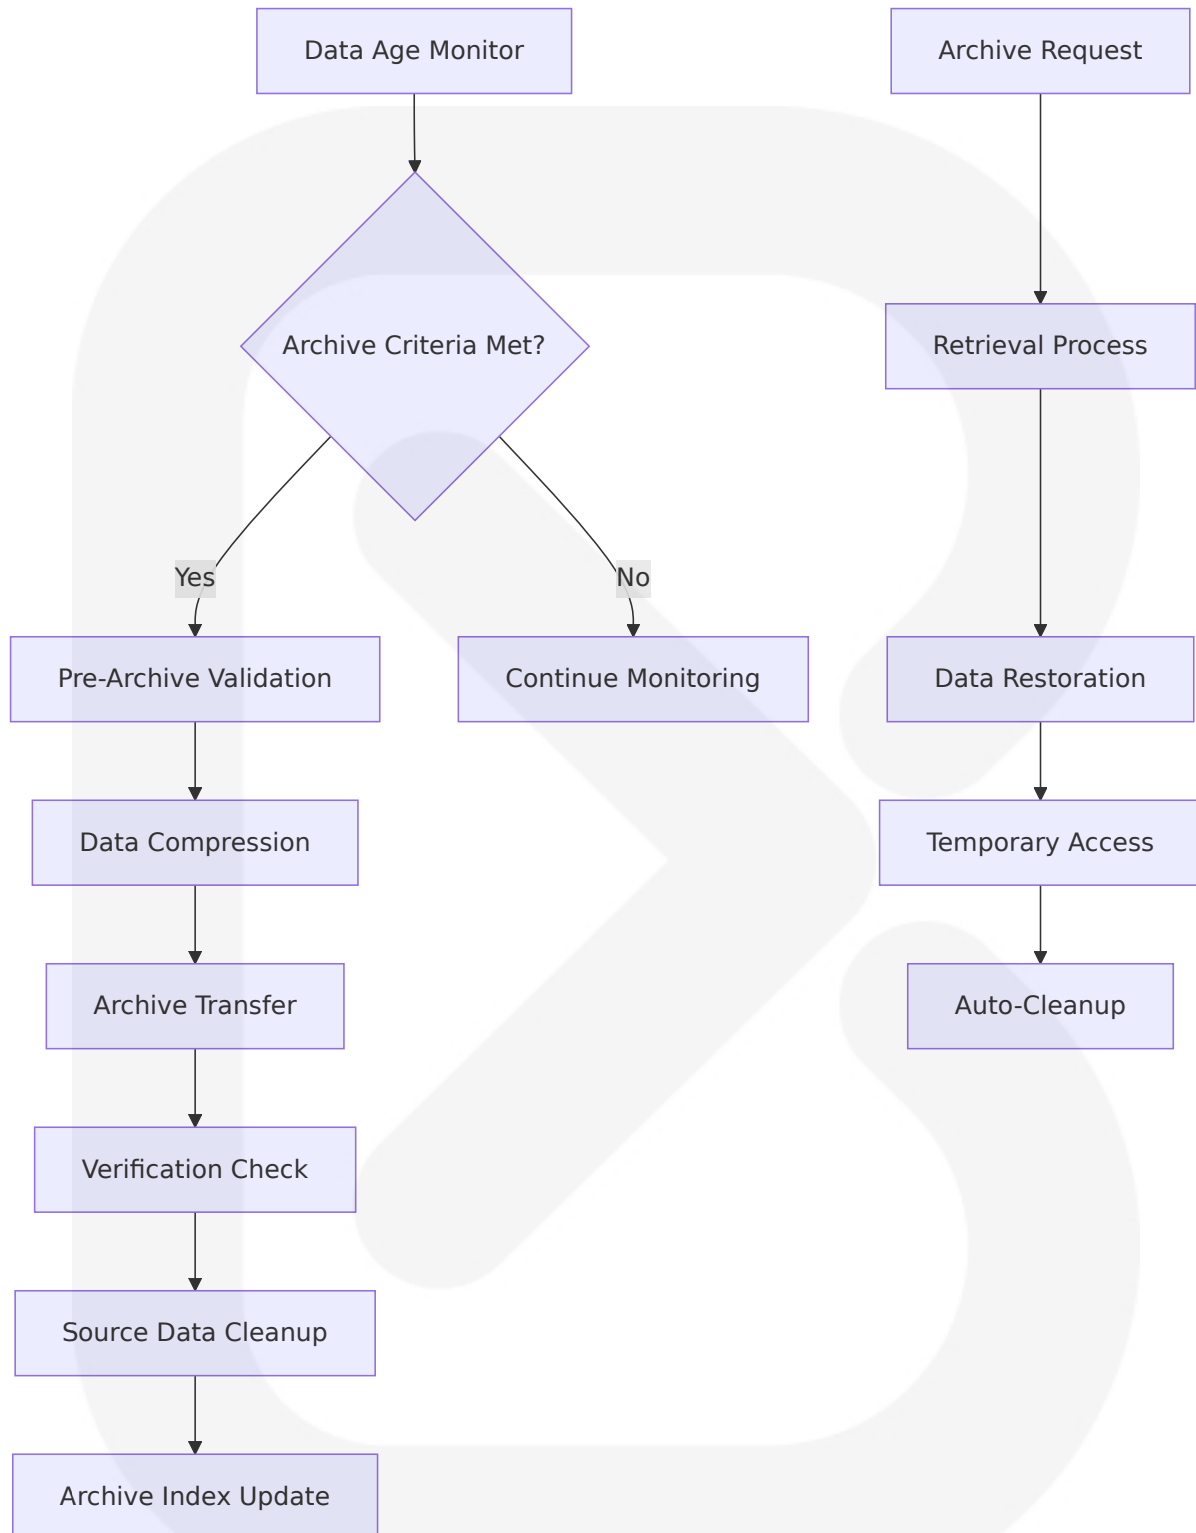 Data Age Monitor
Archive Request
Archive Criteria Met?
Retrieval Process
Yes
No
Pre-Archive Validation
Continue Monitoring
Data Restoration
Data Compression
Temporary Access
Archive Transfer
Auto-Cleanup
Verification Check
Source Data Cleanup
Archive Index Update